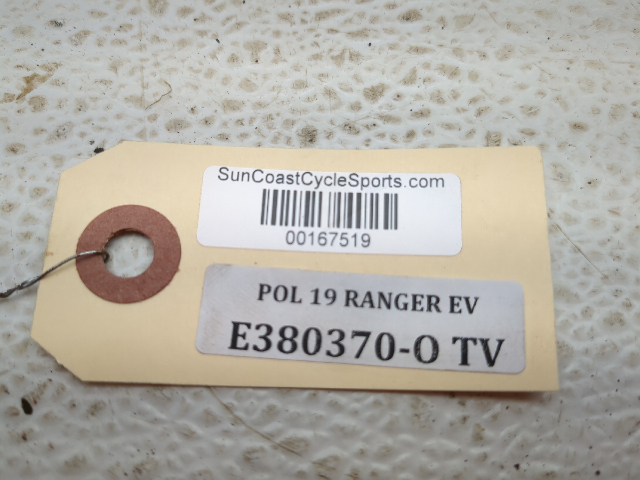 SunCoastCycleSports.com
00167519
POL 19 RANGER EV
E380370-O TV